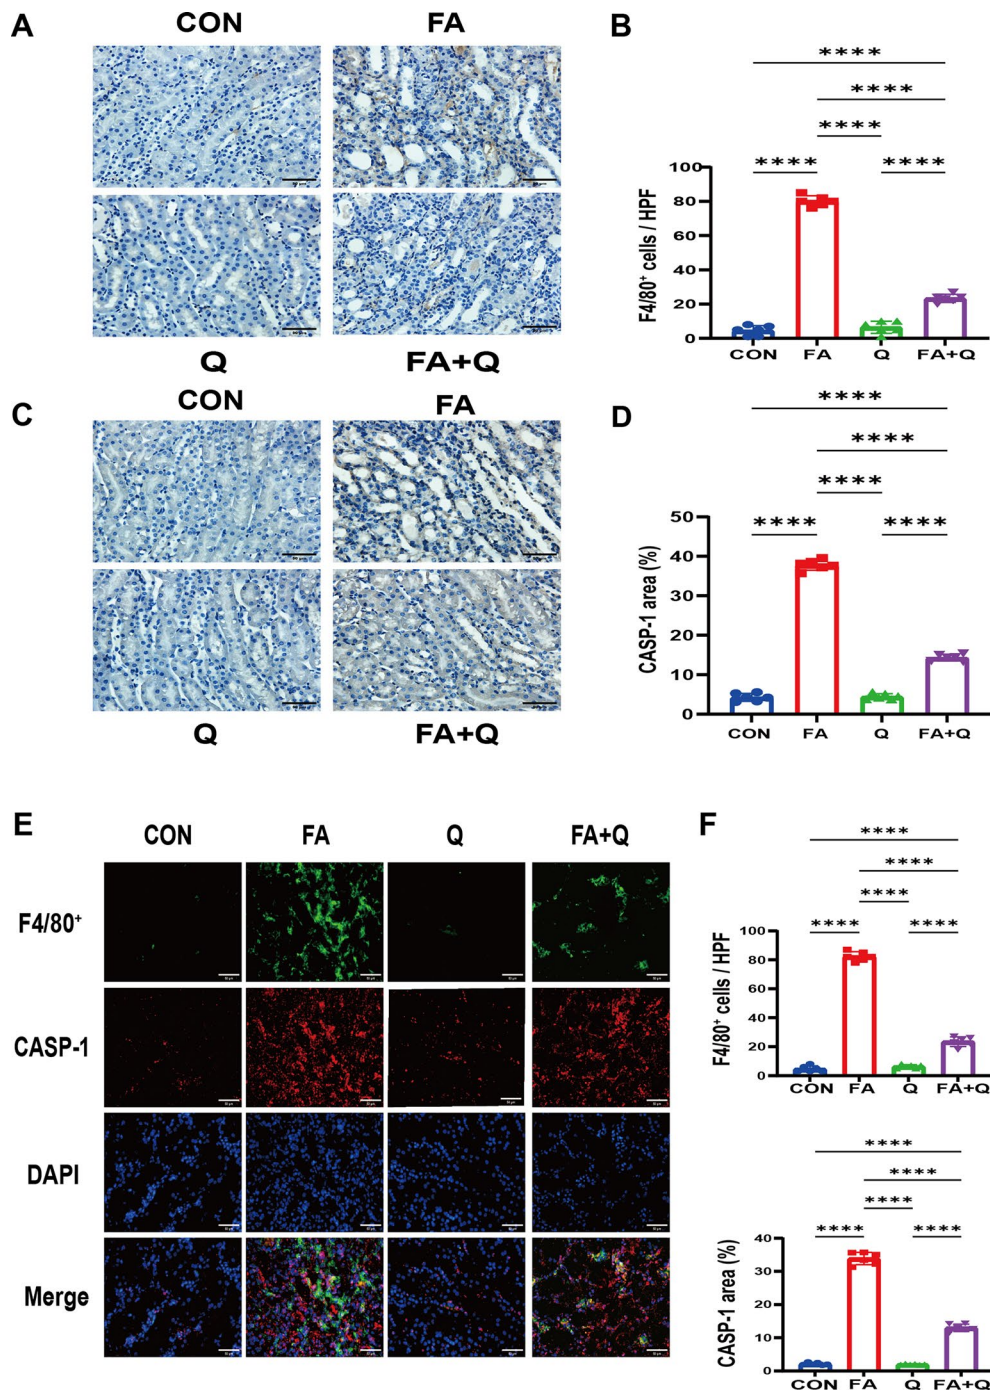 A
CON
FA
Q
FA+Q
B
****
****
****
****
****
F4/80⁺ cells / HPF
100
80
60
40
20
0
CON
FA
Q
FA+Q
C
CON
FA
Q
FA+Q
D
****
****
****
****
****
CASP-1 area (%)
50
40
30
20
10
0
CON
FA
Q
FA+Q
E
CON
FA
Q
FA+Q
F4/80⁺
CASP-1
DAPI
Merge
F
****
****
****
****
****
F4/80⁺ cells / HPF
100
80
60
40
20
0
CON
FA
Q
FA+Q
****
****
****
****
****
CASP-1 area (%)
40
30
20
10
0
CON
FA
Q
FA+Q